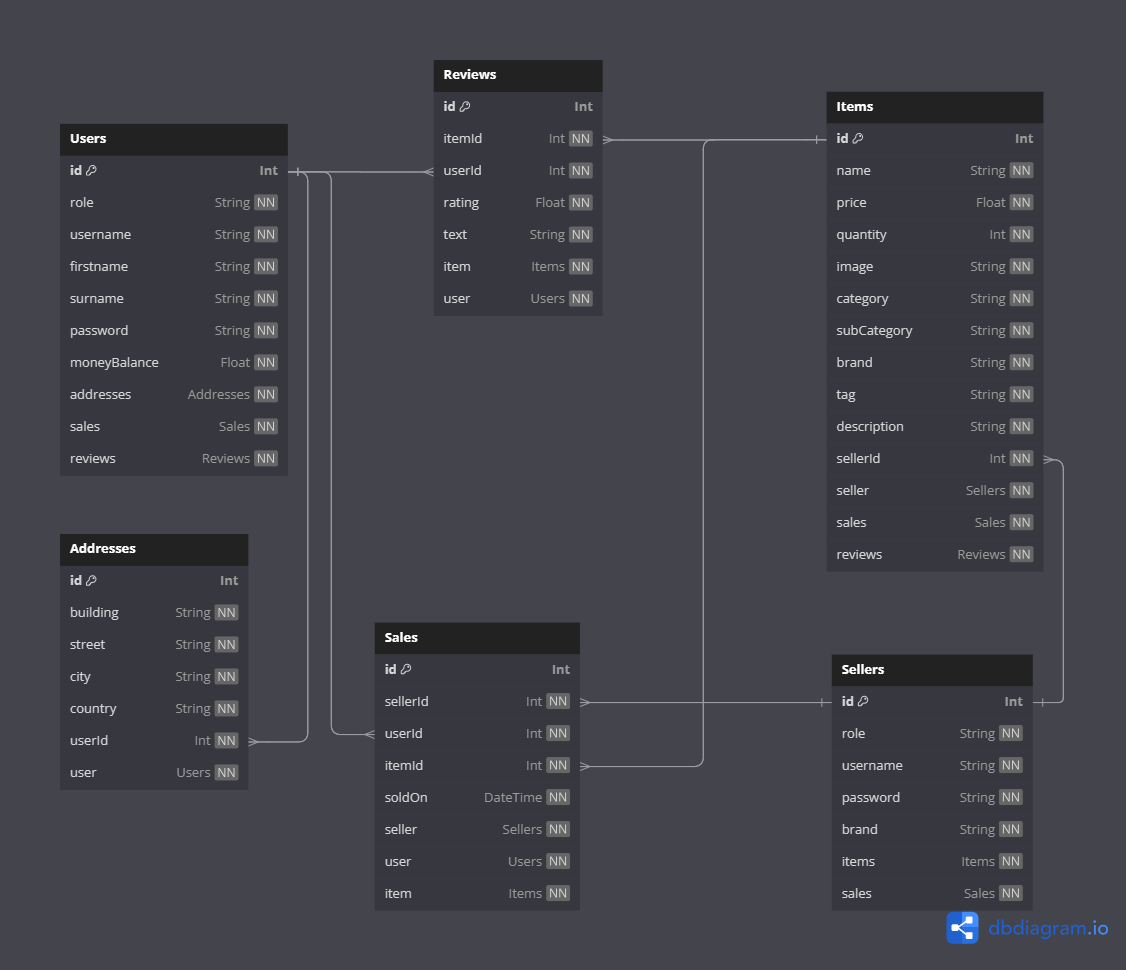 Users
id Int
role String NN
username String NN
firstname String NN
surname String NN
password String NN
moneyBalance Float NN
addresses Addresses NN
sales Sales NN
reviews Reviews NN
Addresses
id Int
building String NN
street String NN
city String NN
country String NN
userId Int NN
user Users NN
Reviews
id Int
itemId Int NN
userId Int NN
rating Float NN
text String NN
item Items NN
user Users NN
Sales
id Int
sellerId Int NN
userId Int NN
itemId Int NN
soldOn DateTime NN
seller Sellers NN
user Users NN
item Items NN
Items
id Int
name String NN
price Float NN
quantity Int NN
image String NN
category String NN
subCategory String NN
brand String NN
tag String NN
description String NN
sellerId Int NN
seller Sellers NN
sales Sales NN
reviews Reviews NN
Sellers
id Int
role String NN
username String NN
password String NN
brand String NN
items Items NN
sales Sales NN
dbdiagram.io